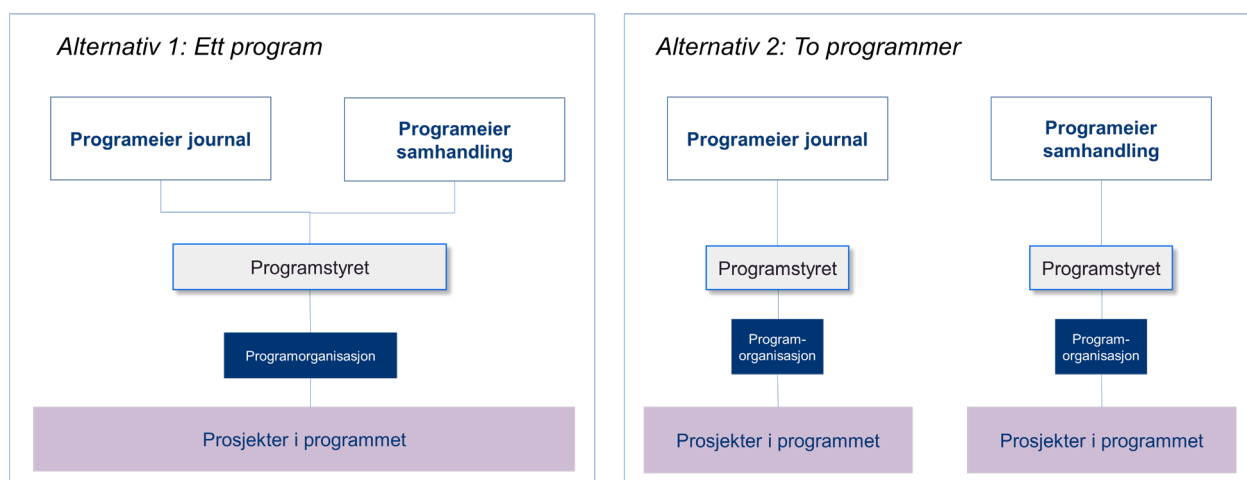 Alternativ 1: Ett program
Programeier journal
Programeier
samhandling
Programstyret
Programorganisasjon
Prosjekter i programmet
Alternativ 2: To programmer
Programeier journal
Programeier
samhandling
Programstyret
Programstyret
Program-
organisasjon
Program-
organisasjon
Prosjekter i programmet
Prosjekter i programmet